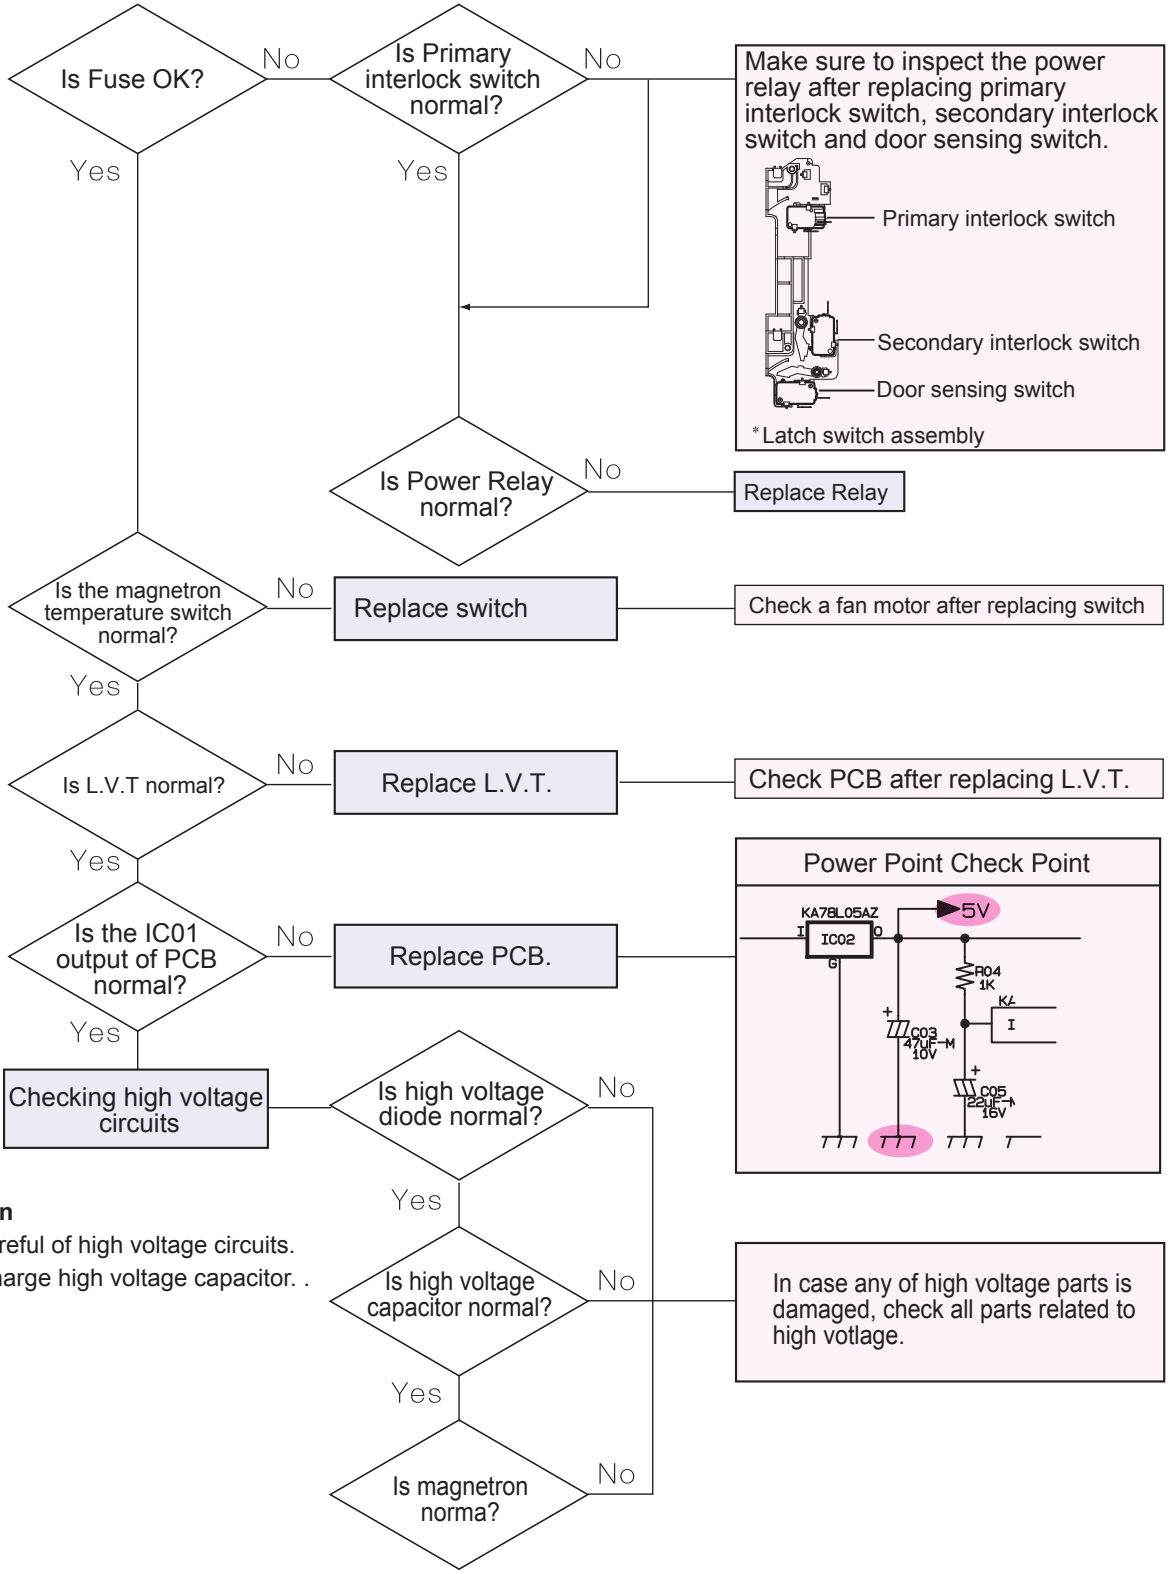 Is Fuse OK?
No
Is Primary
interlock switch
normal?
No
Make sure to inspect the power
relay after replacing primary
interlock switch, secondary interlock
switch and door sensing switch.
Yes
Yes
Primary interlock switch
Secondary interlock switch
Door sensing switch
*Latch switch assembly
Is Power Relay
normal?
No
Replace Relay
Is the magnetron
temperature switch
normal?
No
Replace switch
Check a fan motor after replacing switch
Yes
Is L.V.T normal?
No
Replace L.V.T.
Check PCB after replacing L.V.T.
Yes
Is the IC01
output of PCB
normal?
No
Replace PCB.
Power Point Check Point
KA78L05AZ
5V
I
IC02
O
G
R04
1K
KA
I
+
C03
47uF-M
10V
+
C05
22uF-M
16V
Yes
Checking high voltage
circuits
Is high voltage
diode normal?
No
Yes
n
reful of high voltage circuits.
harge high voltage capacitor. .
Is high voltage
capacitor normal?
No
In case any of high voltage parts is
damaged, check all parts related to
high votlage.
Yes
Is magnetron
norma?
No